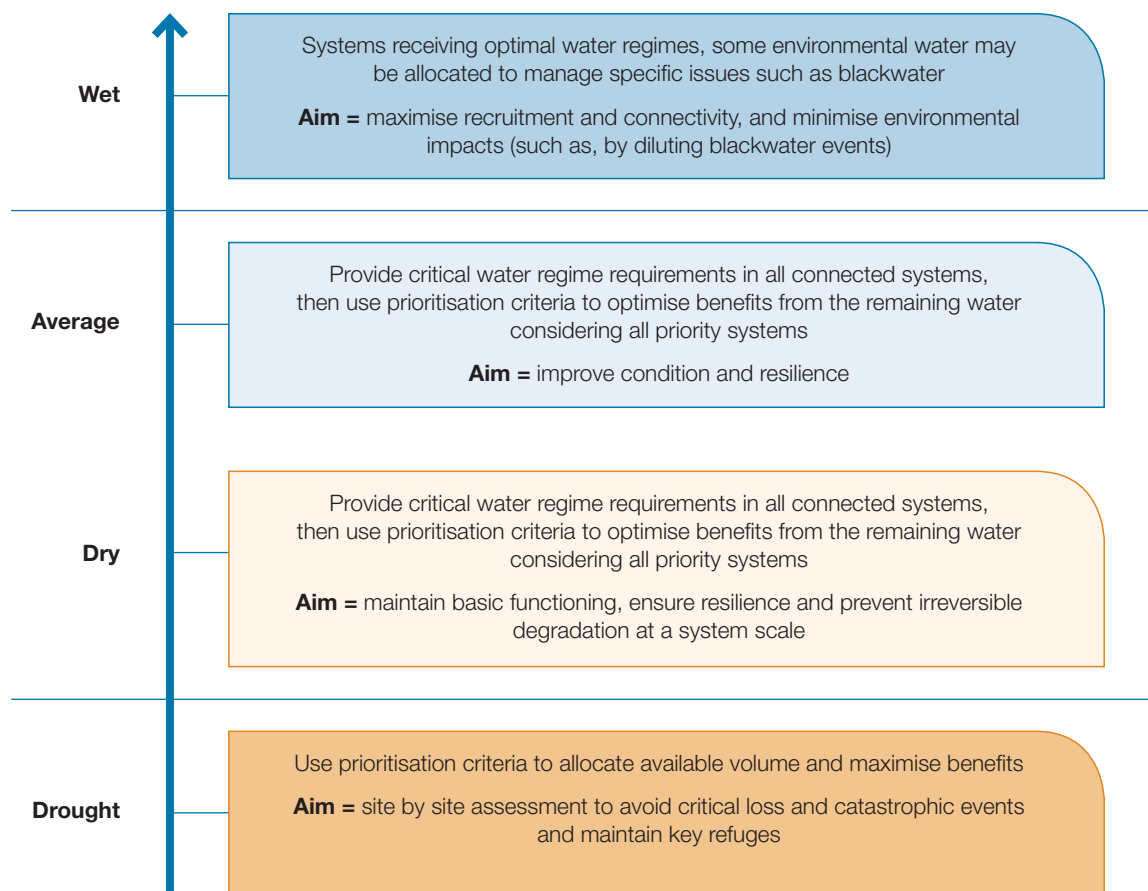 Wet
Systems receiving optimal water regimes, some environmental water may
be allocated to manage specific issues such as blackwater
Aim = maximise recruitment and connectivity, and minimise environmental
impacts (such as, by diluting blackwater events)
Average
Provide critical water regime requirements in all connected systems,
then use prioritisation criteria to optimise benefits from the remaining water
considering all priority systems
Aim = improve condition and resilience
Dry
Provide critical water regime requirements in all connected systems,
then use prioritisation criteria to optimise benefits from the remaining water
considering all priority systems
Aim = maintain basic functioning, ensure resilience and prevent irreversible
degradation at a system scale
Drought
Use prioritisation criteria to allocate available volume and maximise benefits
Aim = site by site assessment to avoid critical loss and catastrophic events
and maintain key refuges